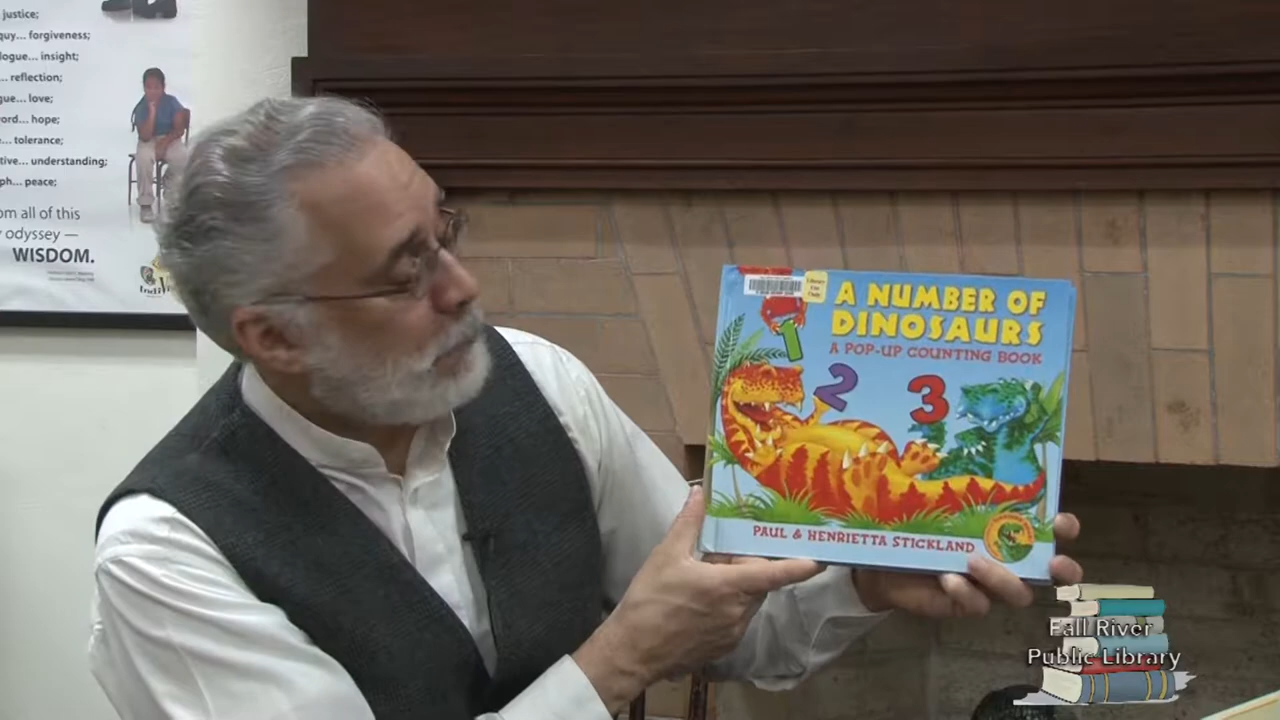 justice;
guy... forgiveness;
logue... insight;
... reflection;
gue... love;
ord... hope;
... tolerance;
tive... understanding;
ph... peace;
om all of this
odyssey —
WISDOM.
A NUMBER OF
DINOSAURS
A POP-UP COUNTING BOOK
1
2
3
PAUL & HENRIETTA STICKLAND
Fall River
Public Library